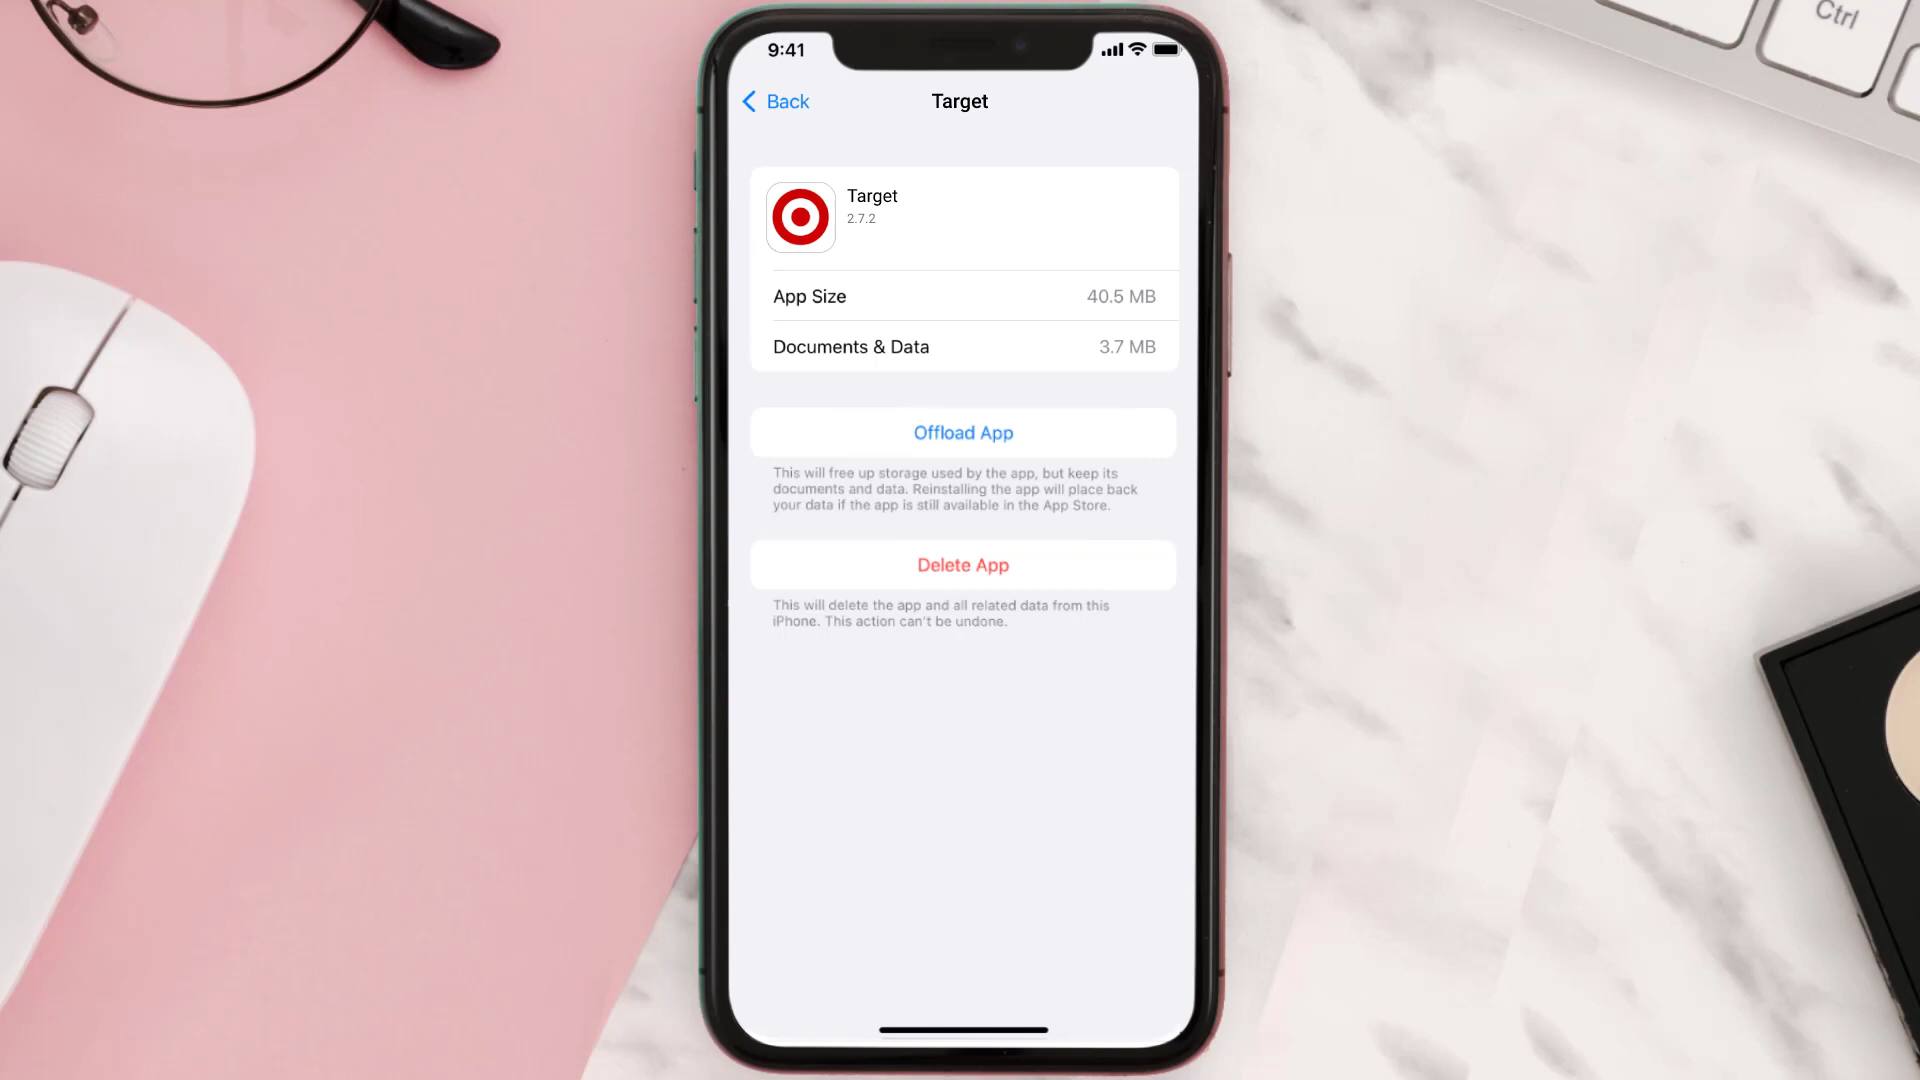 Ctrl
9:41
Back
Target
Target
2.7.2
App Size
40.5 MB
Documents & Data
3.7 MB
Offload App
This will free up storage used by the app, but keep its
documents and data. Reinstalling the app will place back
your data if the app is still available in the App Store.
Delete App
This will delete the app and all related data from this
iPhone. This action can't be undone.